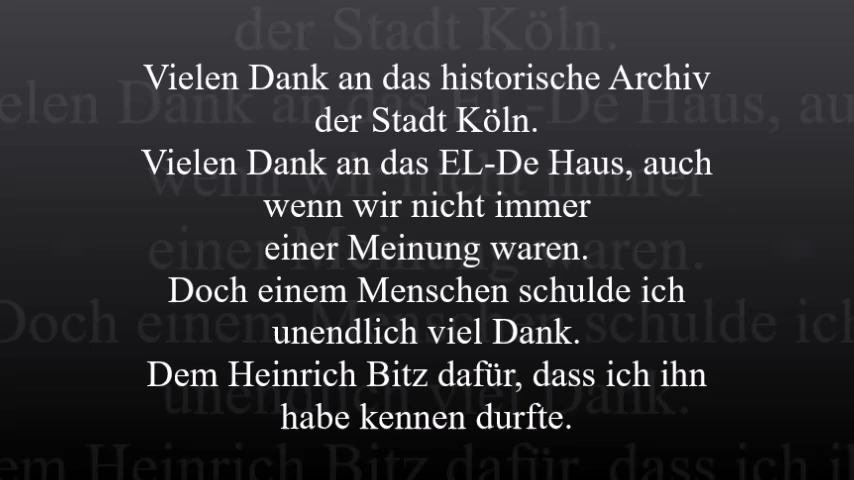 Vielen Dank an das historische Archiv
der Stadt Köln.
Vielen Dank an das EL-De Haus, auch
wenn wir nicht immer
einer Meinung waren.
Doch einem Menschen schulde ich
unendlich viel Dank.
Dem Heinrich Bitz dafür, dass ich ihn
habe kennen durfte.